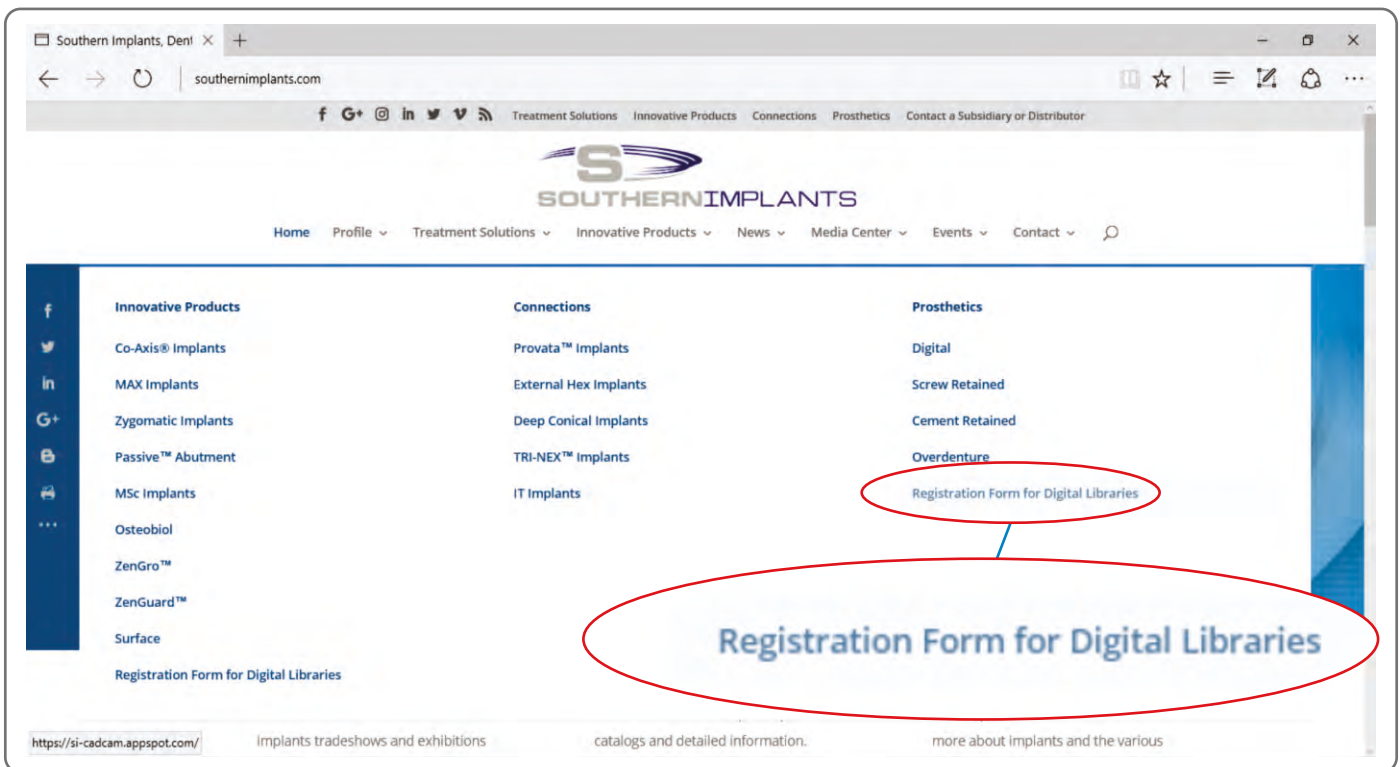 Southern Implants, Dent
southernimplants.com
Treatment Solutions Innovative Products Connections Prosthetics Contact a Subsidiary or Distributor
SOUTHERNIMPLANTS
Home Profile Treatment Solutions Innovative Products News Media Center Events Contact
Innovative Products
Co-Axis® Implants
MAX Implants
Zygomatic Implants
Passive™ Abutment
MSc Implants
Osteobiol
ZenGro™
ZenGuard™
Surface
Registration Form for Digital Libraries
Connections
Provata™ Implants
External Hex Implants
Deep Conical Implants
TRI-NEX™ Implants
IT Implants
Prosthetics
Digital
Screw Retained
Cement Retained
Overdenture
Registration Form for Digital Libraries
Registration Form for Digital Libraries
https://si-cadcam.appspot.com/
implants tradeshows and exhibitions
catalogs and detailed information.
more about implants and the various